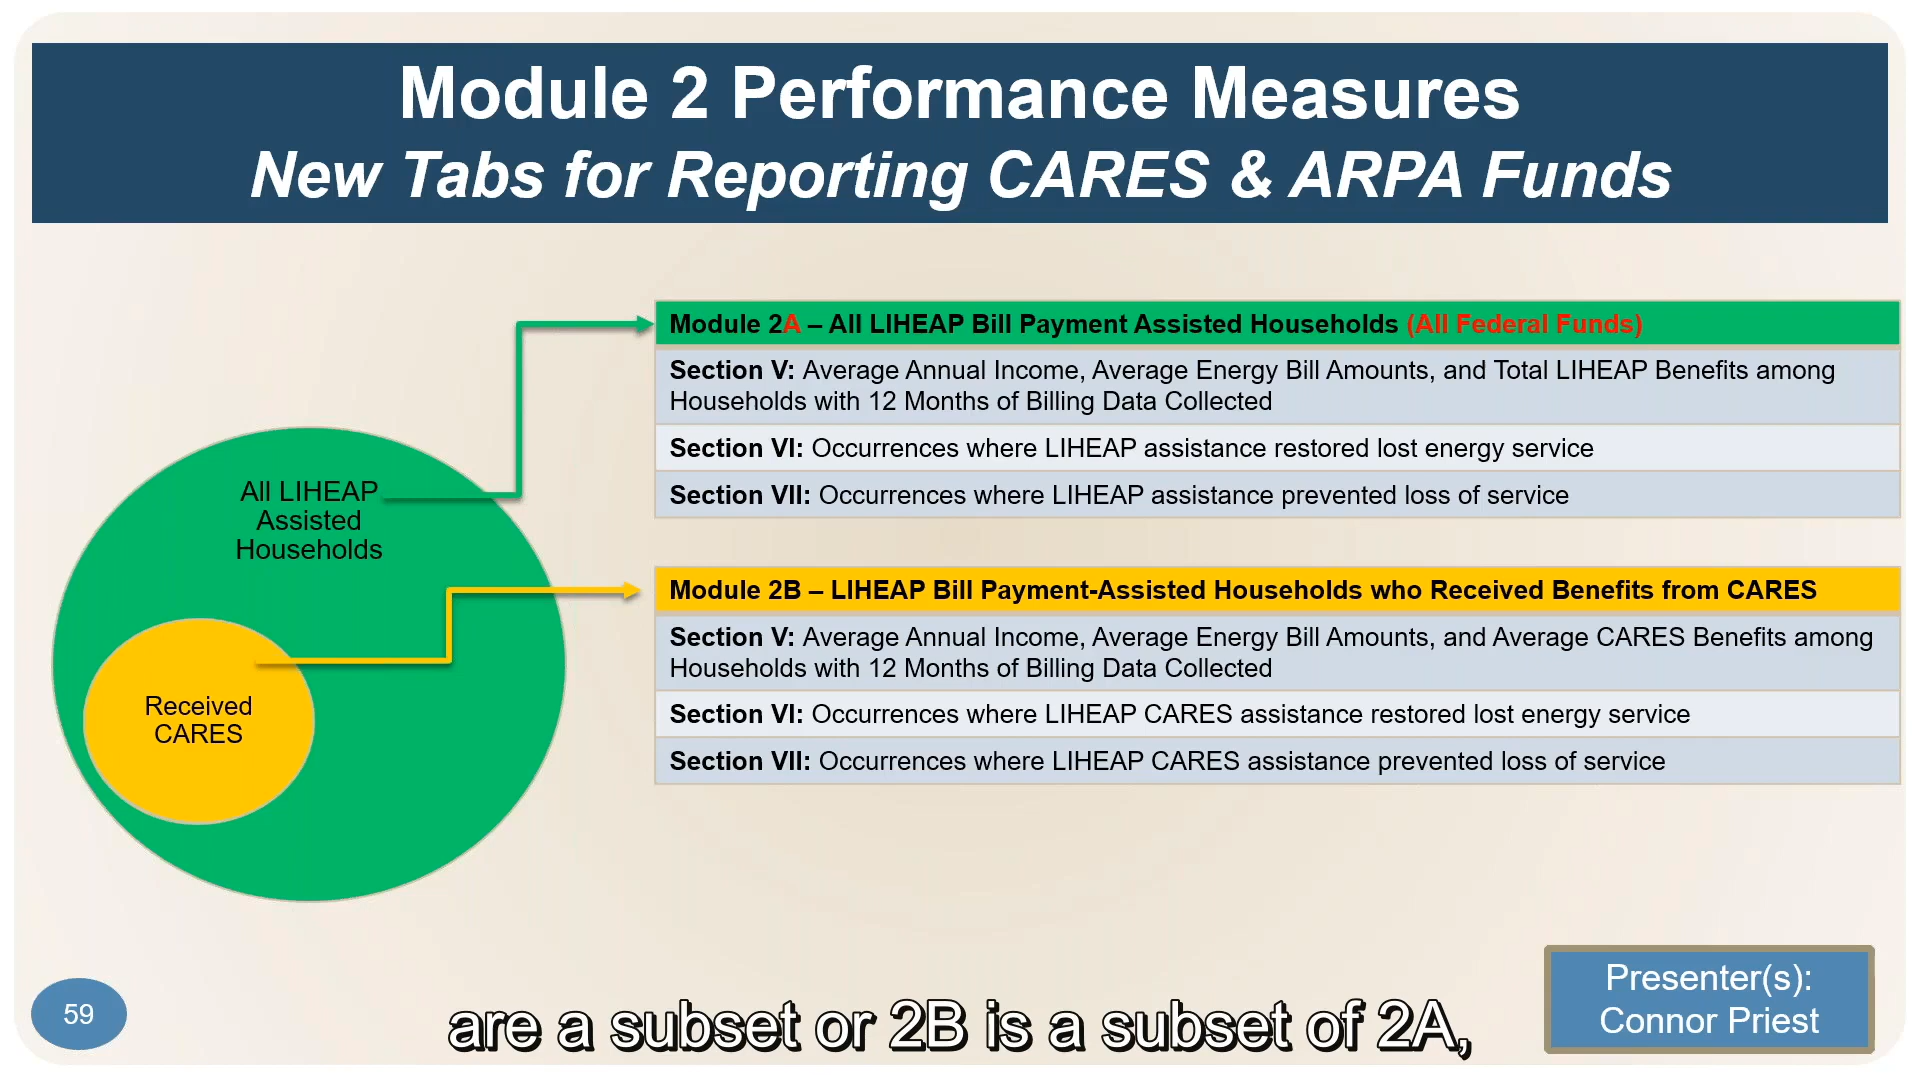 Module 2 Performance Measures
New Tabs for Reporting CARES & ARPA Funds
All LIHEAP
Assisted
Households
Received
CARES
Module 2A – All LIHEAP Bill Payment Assisted Households (All Federal Funds)
Section V: Average Annual Income, Average Energy Bill Amounts, and Total LIHEAP Benefits among
Households with 12 Months of Billing Data Collected
Section VI: Occurrences where LIHEAP assistance restored lost energy service
Section VII: Occurrences where LIHEAP assistance prevented loss of service
Module 2B – LIHEAP Bill Payment-Assisted Households who Received Benefits from CARES
Section V: Average Annual Income, Average Energy Bill Amounts, and Average CARES Benefits among
Households with 12 Months of Billing Data Collected
Section VI: Occurrences where LIHEAP CARES assistance restored lost energy service
Section VII: Occurrences where LIHEAP CARES assistance prevented loss of service
59
are a subset or 2B is a subset of 2A,
Presenter(s):
Connor Priest